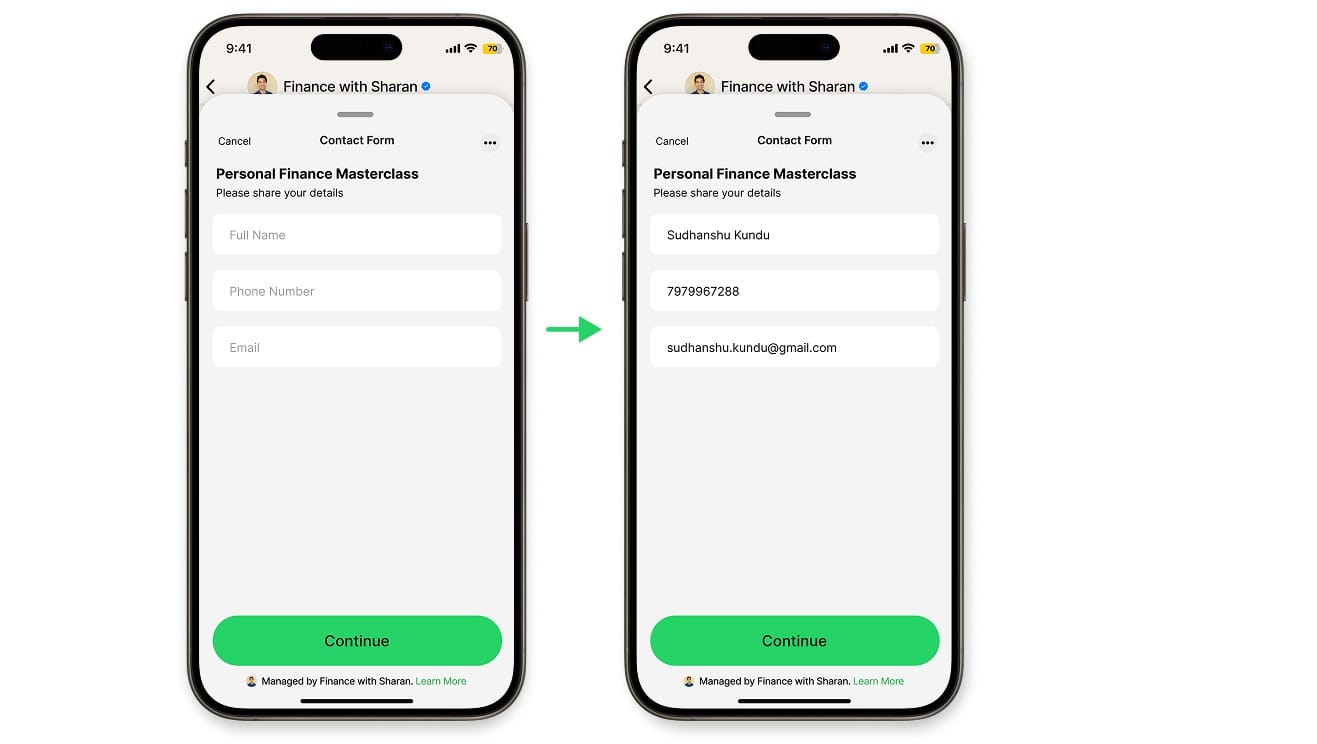 9:41
70
Finance with Sharan
Cancel
Contact Form
Personal Finance Masterclass
Please share your details
Full Name
Phone Number
Email
Continue
Managed by Finance with Sharan. Learn More
9:41
70
Finance with Sharan
Cancel
Contact Form
Personal Finance Masterclass
Please share your details
Sudhanshu Kundu
7979967288
sudhanshu.kundu@gmail.com
Continue
Managed by Finance with Sharan. Learn More